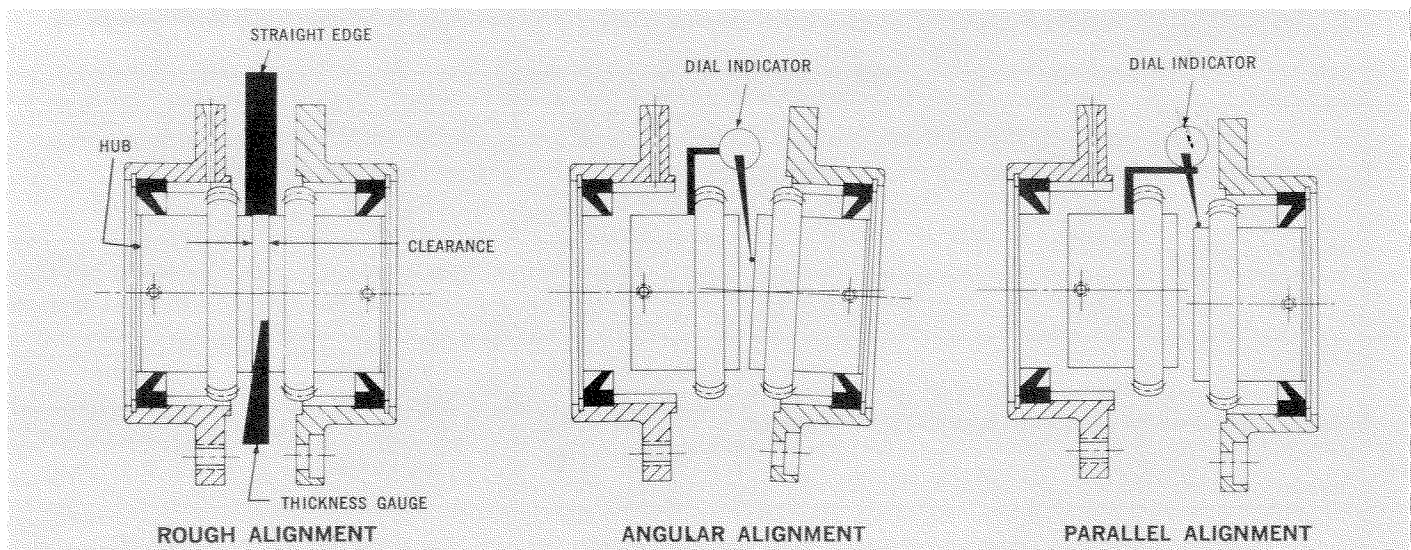 STRAIGHT EDGE
HUB
CLEARANCE
THICKNESS GAUGE
ROUGH ALIGNMENT
DIAL INDICATOR
ANGULAR ALIGNMENT
DIAL INDICATOR
PARALLEL ALIGNMENT